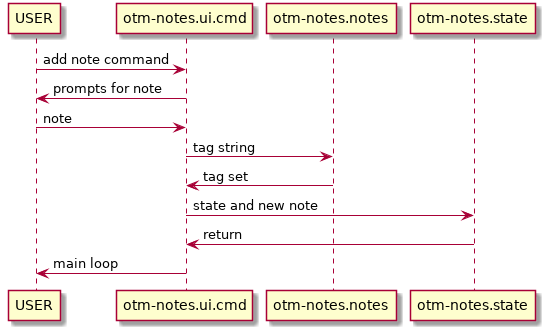 USER
otm-notes.ui.cmd
otm-notes.notes
otm-notes.state
add note command
prompts for note
note
tag string
tag set
state and new note
return
main loop
USER
otm-notes.ui.cmd
otm-notes.notes
otm-notes.state